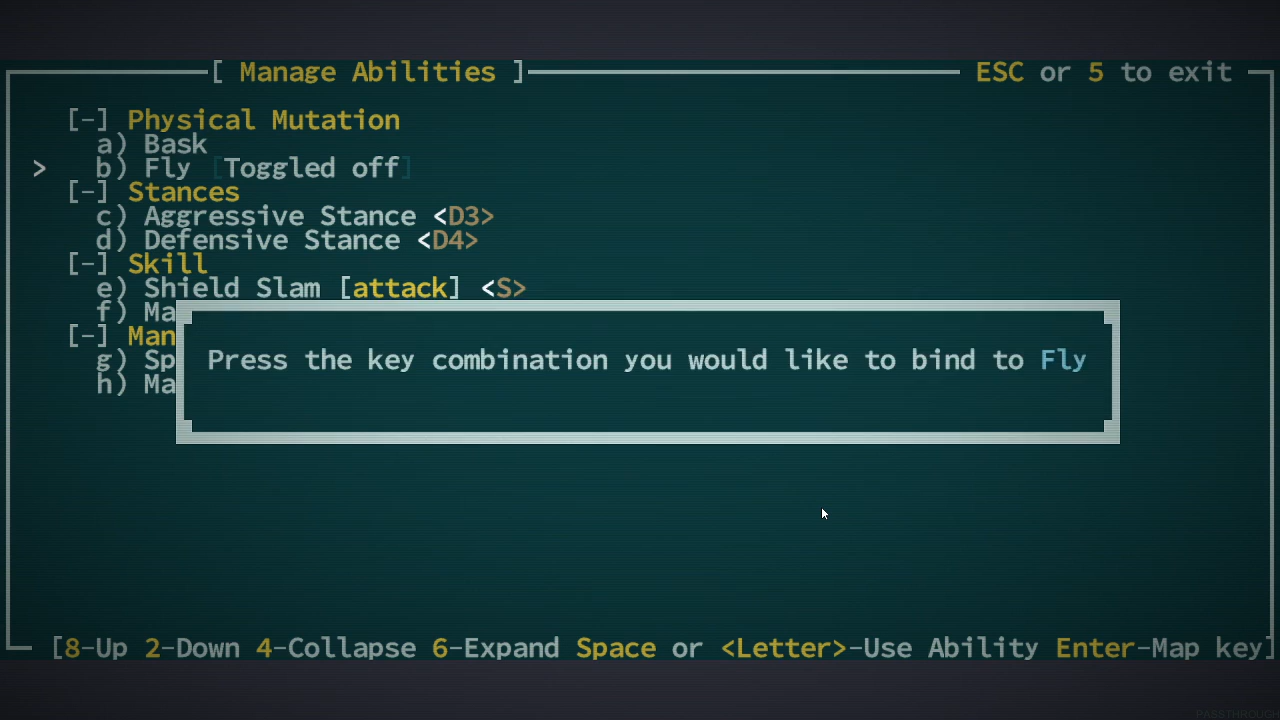 [ Manage Abilities ] ESC or 5 to exit
[-] Physical Mutation
a) Bask
> b) Fly [Toggled off]
[-] Stances
c) Aggressive Stance <D3>
d) Defensive Stance <D4>
[-] Skill
e) Shield Slam [attack] <S>
f) Ma
[-] Man
g) Sp
h) Ma
Press the key combination you would like to bind to Fly
[8-Up 2-Down 4-Collapse 6-Expand Space or <Letter>-Use Ability Enter-Map key]